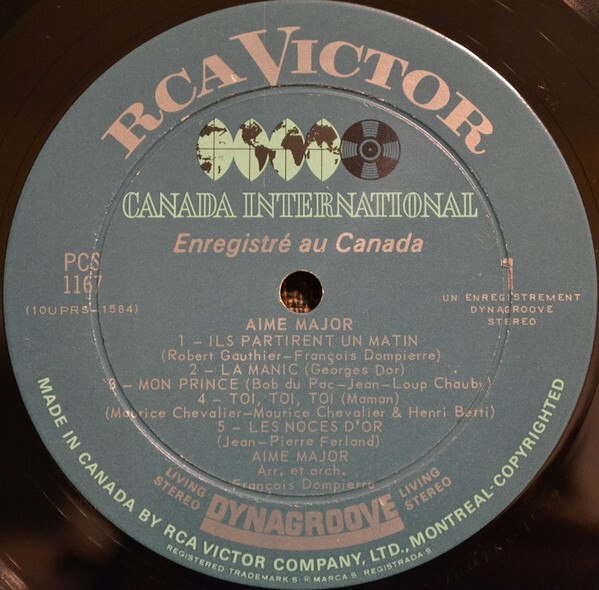 RCA VICTOR
CANADA INTERNATIONAL
Enregistré au Canada
PCS
1167
(10UPRS-1584)
UN ENREGISTREMENT
DYNAGROOVE
STEREO
AIME MAJOR
1 - ILS PARTIRENT UN MATIN
(Robert Gauthier-François Dompierre)
2 - LA MANIC (Georges Dor)
3 - MON PRINCE (Bob du Pac-Jean-Loup Chauby)
4 - TOI, TOI, TOI (Maman)
(Maurice Chevalier-Maurice Chevalier & Henri Betti)
5 - LES NOCES D'OR
(Jean-Pierre Ferland)
AIME MAJOR
Arr. et orch.
François Dompierre
LIVING
STEREO
DYNAGROOVE
LIVING
STEREO
MADE IN CANADA BY RCA VICTOR COMPANY, LTD., MONTREAL-COPYRIGHTED
REGISTERED TRADEMARK·S-® MARCA S REGISTRADA S